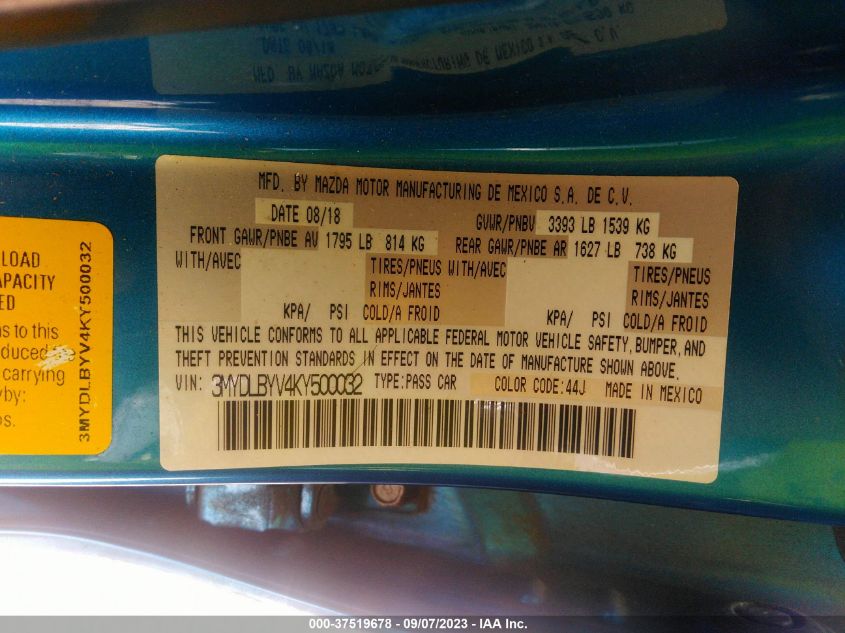 MFD. BY MAZDA MOTOR MANUFACTURING DE MEXICO S.A. DE C.V.
DATE 08/18 GVWR/PNBV 3393 LB 1539 KG
FRONT GAWR/PNBE AV 1795 LB 814 KG REAR GAWR/PNBE AR 1627 LB 738 KG
WITH/AVEC TIRES/PNEUS WITH/AVEC TIRES/PNEUS
RIMS/JANTES RIMS/JANTES
KPA/ PSI COLD/A FROID KPA/ PSI COLD/A FROID
THIS VEHICLE CONFORMS TO ALL APPLICABLE FEDERAL MOTOR VEHICLE SAFETY, BUMPER, AND
THEFT PREVENTION STANDARDS IN EFFECT ON THE DATE OF MANUFACTURE SHOWN ABOVE.
VIN: 3MYDLBYV4KY500032 TYPE:PASS CAR COLOR CODE:44J MADE IN MEXICO
LOAD
to this
carrying
3MYDLBYV4KY500032
000-37519678 - 09/07/2023 - IAA Inc.